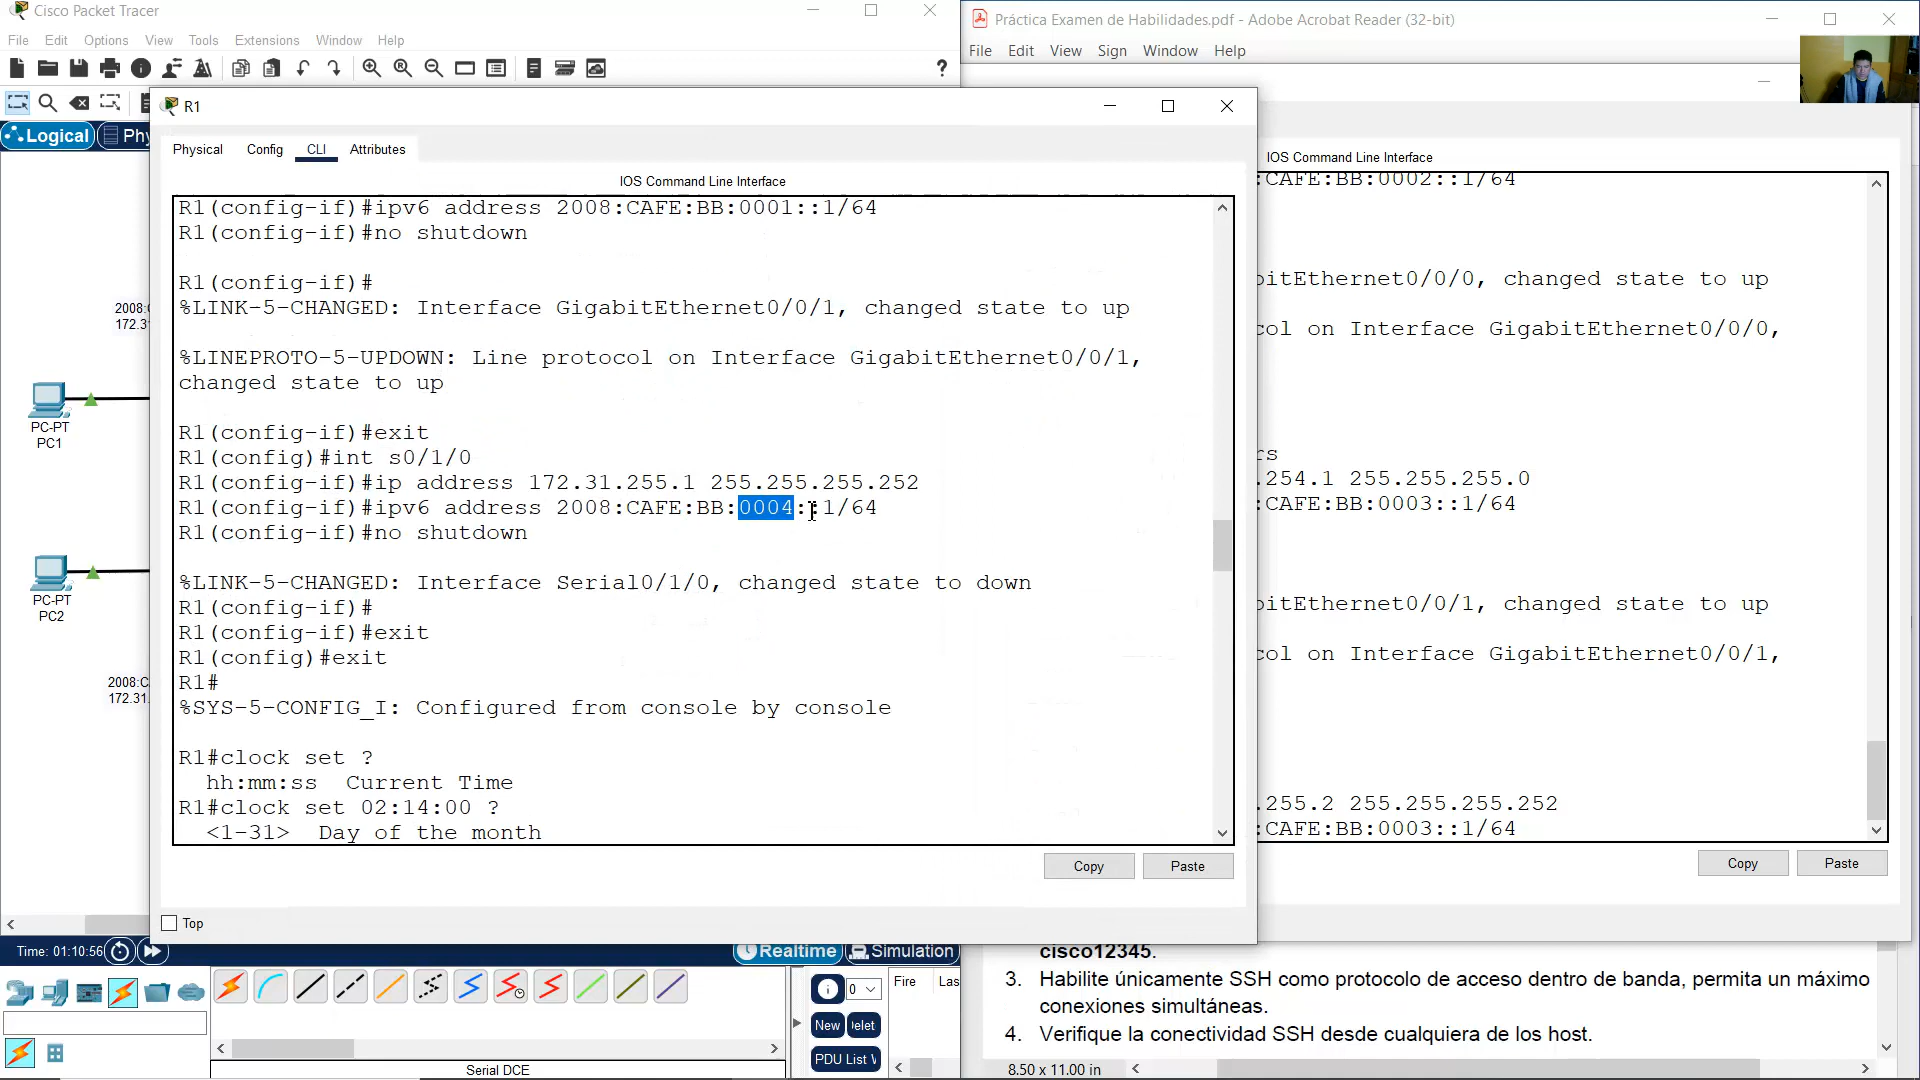 Cisco Packet Tracer
File Edit Options View Tools Extensions Window Help
Logical Phy
R1
Physical Config CLI Attributes
IOS Command Line Interface
R1(config-if)#ipv6 address 2008:CAFE:BB:0001::1/64
R1(config-if)#no shutdown
R1(config-if)#
%LINK-5-CHANGED: Interface GigabitEthernet0/0/1, changed state to up
%LINEPROTO-5-UPDOWN: Line protocol on Interface GigabitEthernet0/0/1,
changed state to up
R1(config-if)#exit
R1(config)#int s0/1/0
R1(config-if)#ip address 172.31.255.1 255.255.255.252
R1(config-if)#ipv6 address 2008:CAFE:BB:0004::1/64
R1(config-if)#no shutdown
%LINK-5-CHANGED: Interface Serial0/1/0, changed state to down
R1(config-if)#
R1(config-if)#exit
R1(config)#exit
R1#
%SYS-5-CONFIG_I: Configured from console by console
R1#clock set ?
hh:mm:ss Current Time
R1#clock set 02:14:00 ?
<1-31> Day of the month
Copy Paste
Top
2008:
172.31
PC-PT
PC1
PC-PT
PC2
2008:C
172.31.
Time: 01:10:56
Realtime Simulation
Serial DCE
0
New
PDU List W
Fire Las
Práctica Examen de Habilidades.pdf - Adobe Acrobat Reader (32-bit)
File Edit View Sign Window Help
IOS Command Line Interface
:CAFE:BB:0002::1/64
bitEthernet0/0/0, changed state to up
col on Interface GigabitEthernet0/0/0,
rs
.254.1 255.255.255.0
:CAFE:BB:0003::1/64
bitEthernet0/0/1, changed state to up
col on Interface GigabitEthernet0/0/1,
.255.2 255.255.255.252
:CAFE:BB:0003::1/64
Copy Paste
cisco12345.
3. Habilite únicamente SSH como protocolo de acceso dentro de banda, permita un máximo
conexiones simultáneas.
4. Verifique la conectividad SSH desde cualquiera de los host.
8.50 x 11.00 in